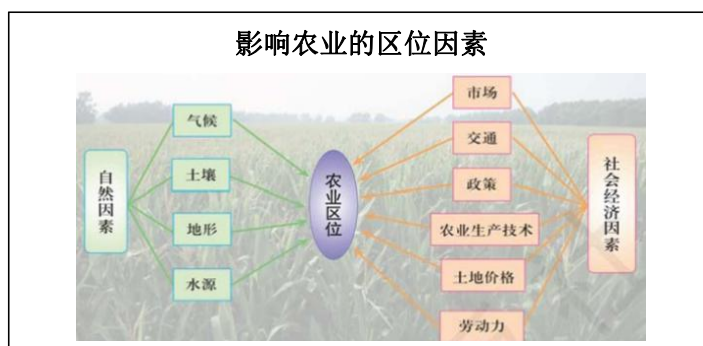 影响农业的区位因素
自然因素
气候
土壤
地形
水源
农业区位
市场
交通
政策
农业生产技术
土地价格
劳动力
社会经济因素